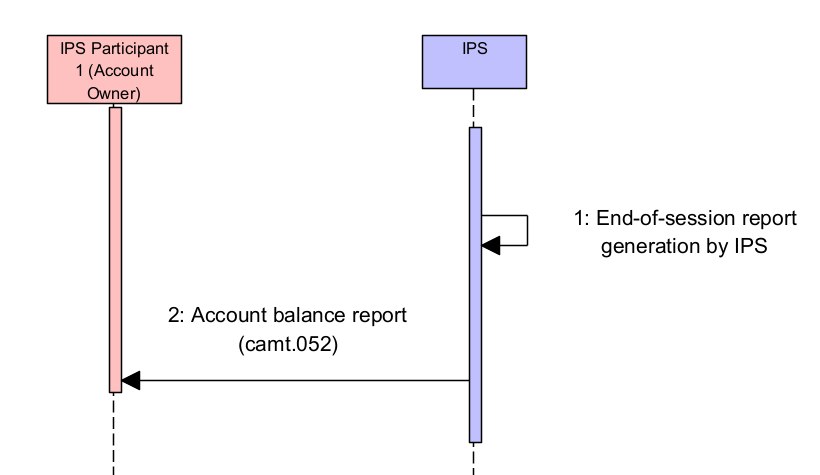 IPS Participant
1 (Account
Owner)
IPS
1: End-of-session report
generation by IPS
2: Account balance report
(camt.052)